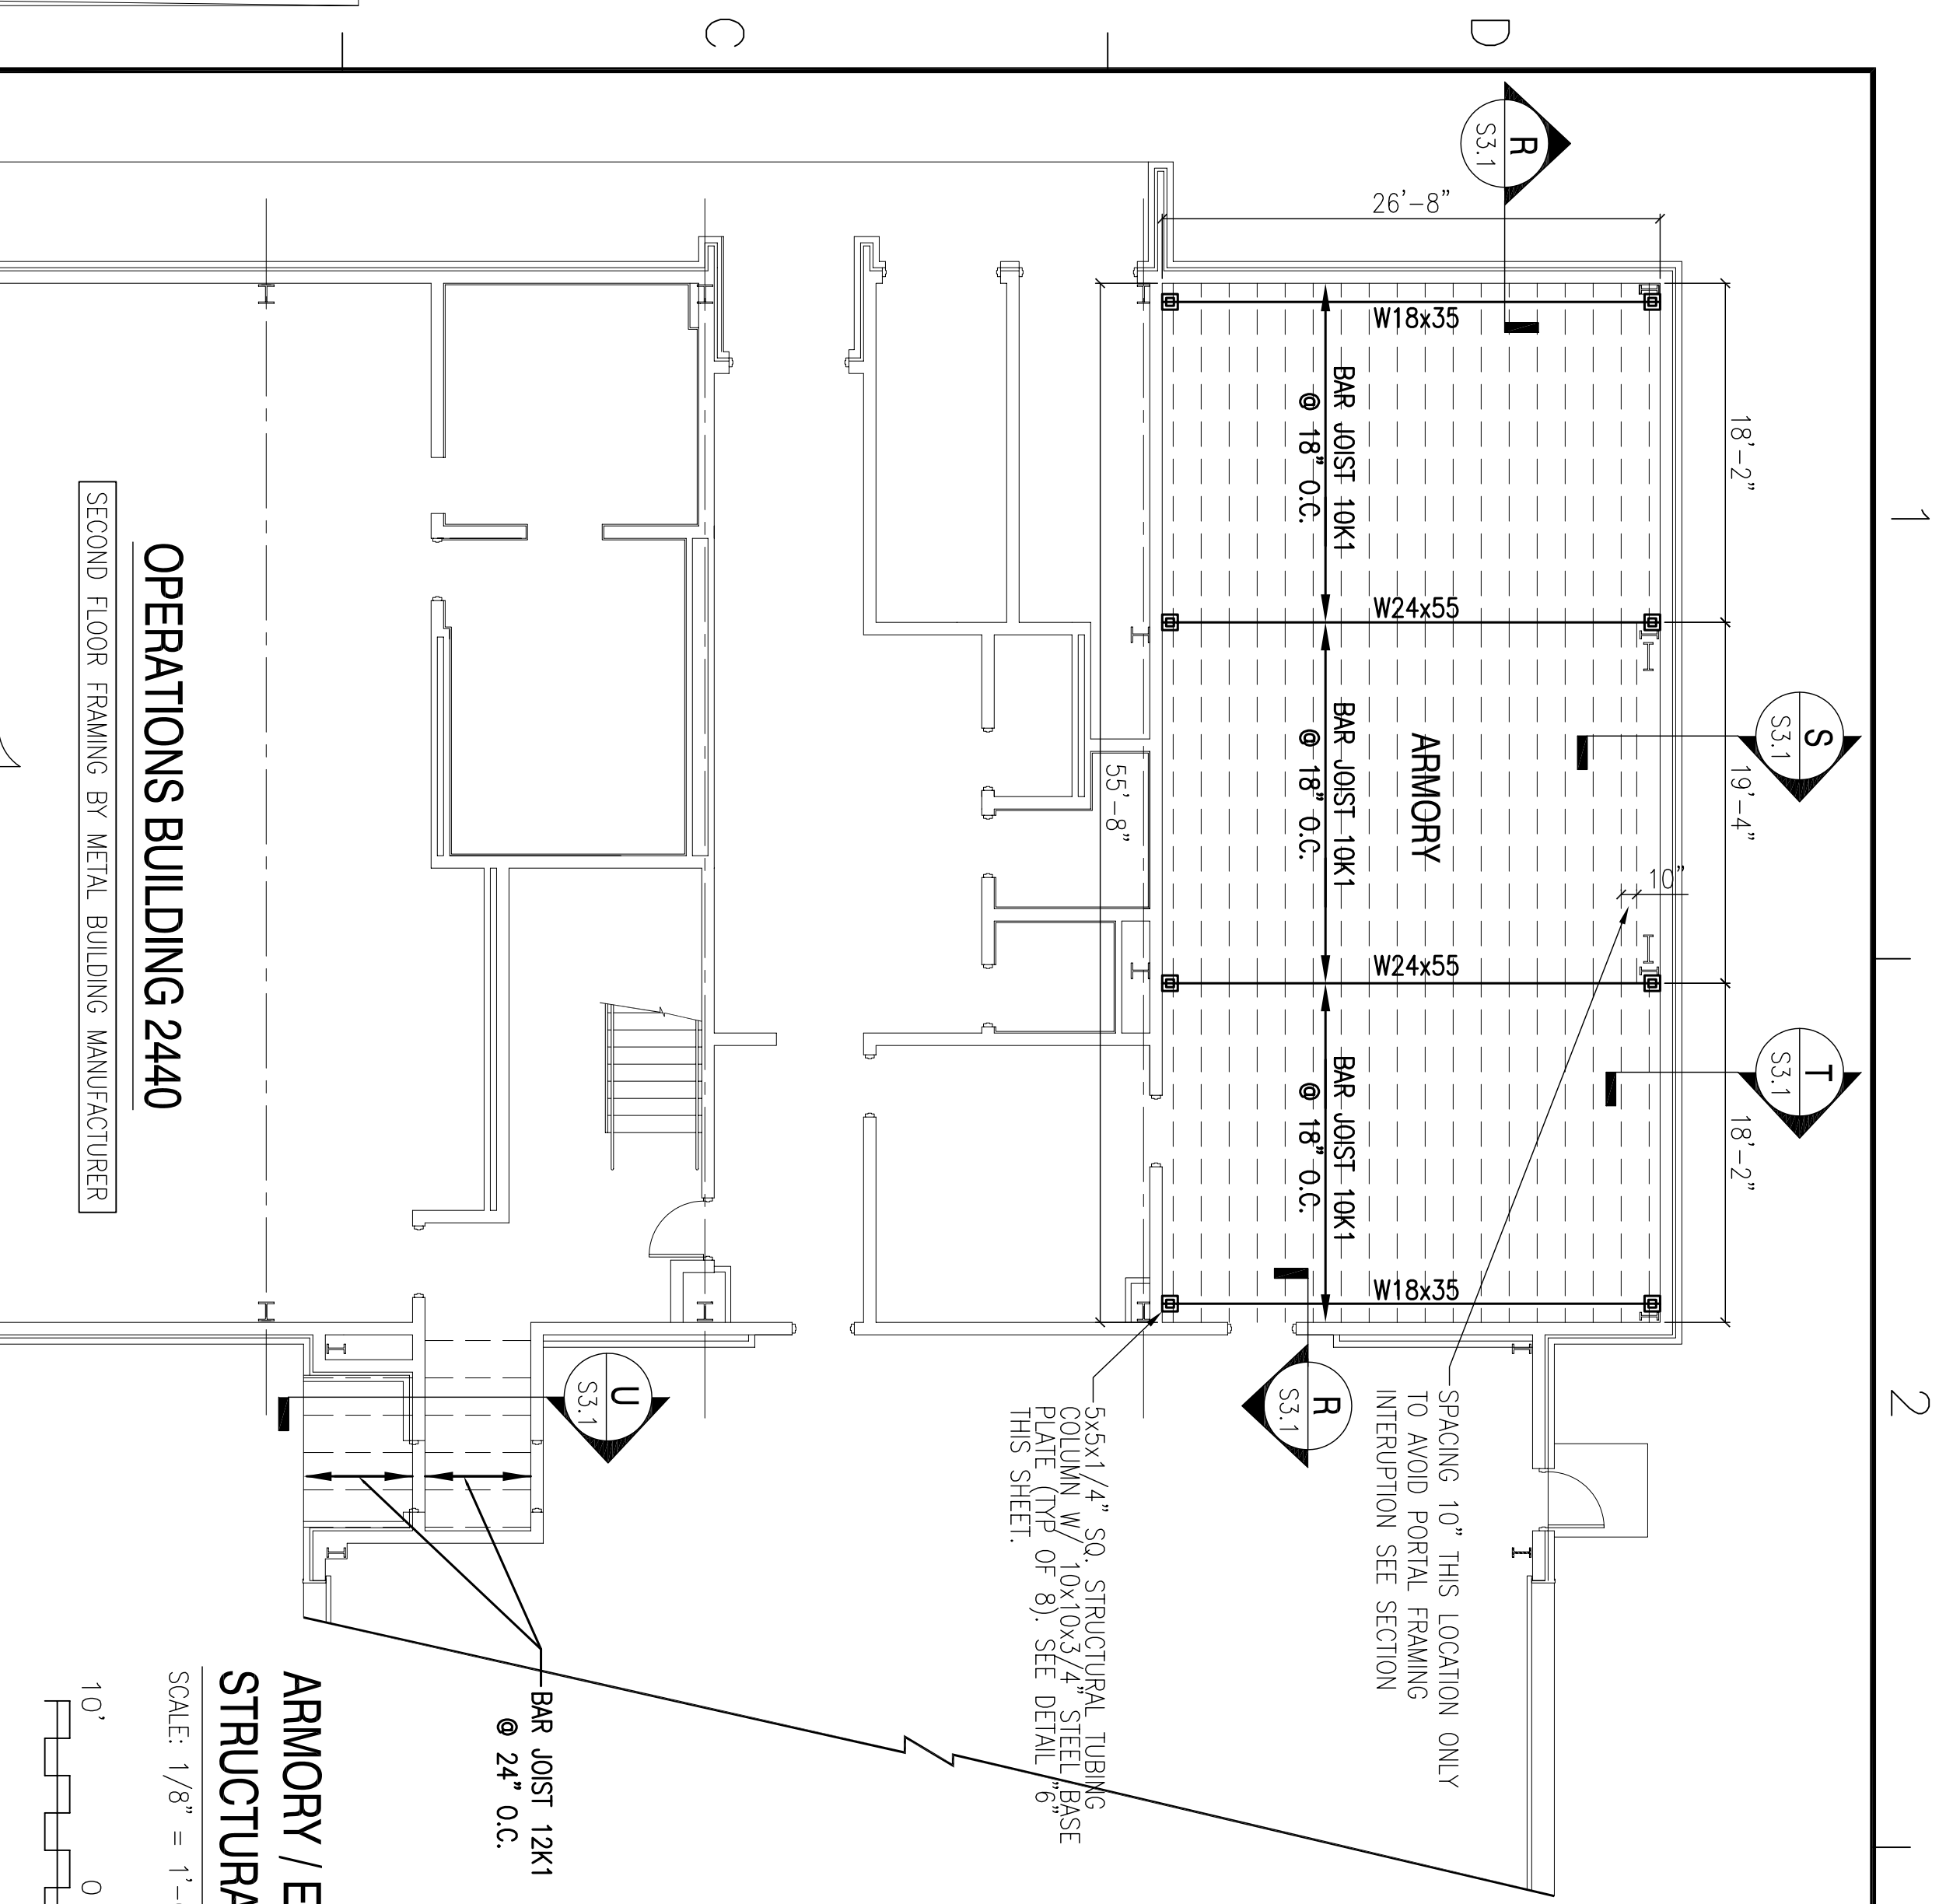 C
D
1
2
R
S3.1
26'-8"
18'-2"
19'-4"
18'-2"
S
S3.1
T
S3.1
10"
W18x35
W24x55
W24x55
W18x35
BAR JOIST 10K1
@ 18" O.C.
BAR JOIST 10K1
@ 18" O.C.
BAR JOIST 10K1
@ 18" O.C.
ARMORY
55'-8"
R
S3.1
U
S3.1
SPACING 10" THIS LOCATION ONLY
TO AVOID PORTAL FRAMING
INTERUPTION SEE SECTION
5x5x1/4" SQ. STRUCTURAL TUBING
COLUMN W/ 10x10x3/4" STEEL BASE
PLATE (TYP OF 8). SEE DETAIL "6"
THIS SHEET.
BAR JOIST 12K1
@ 24" O.C.
OPERATIONS BUILDING 2440
SECOND FLOOR FRAMING BY METAL BUILDING MANUFACTURER
ARMORY /
SCALE: 1/8" = 1'-
10' 0